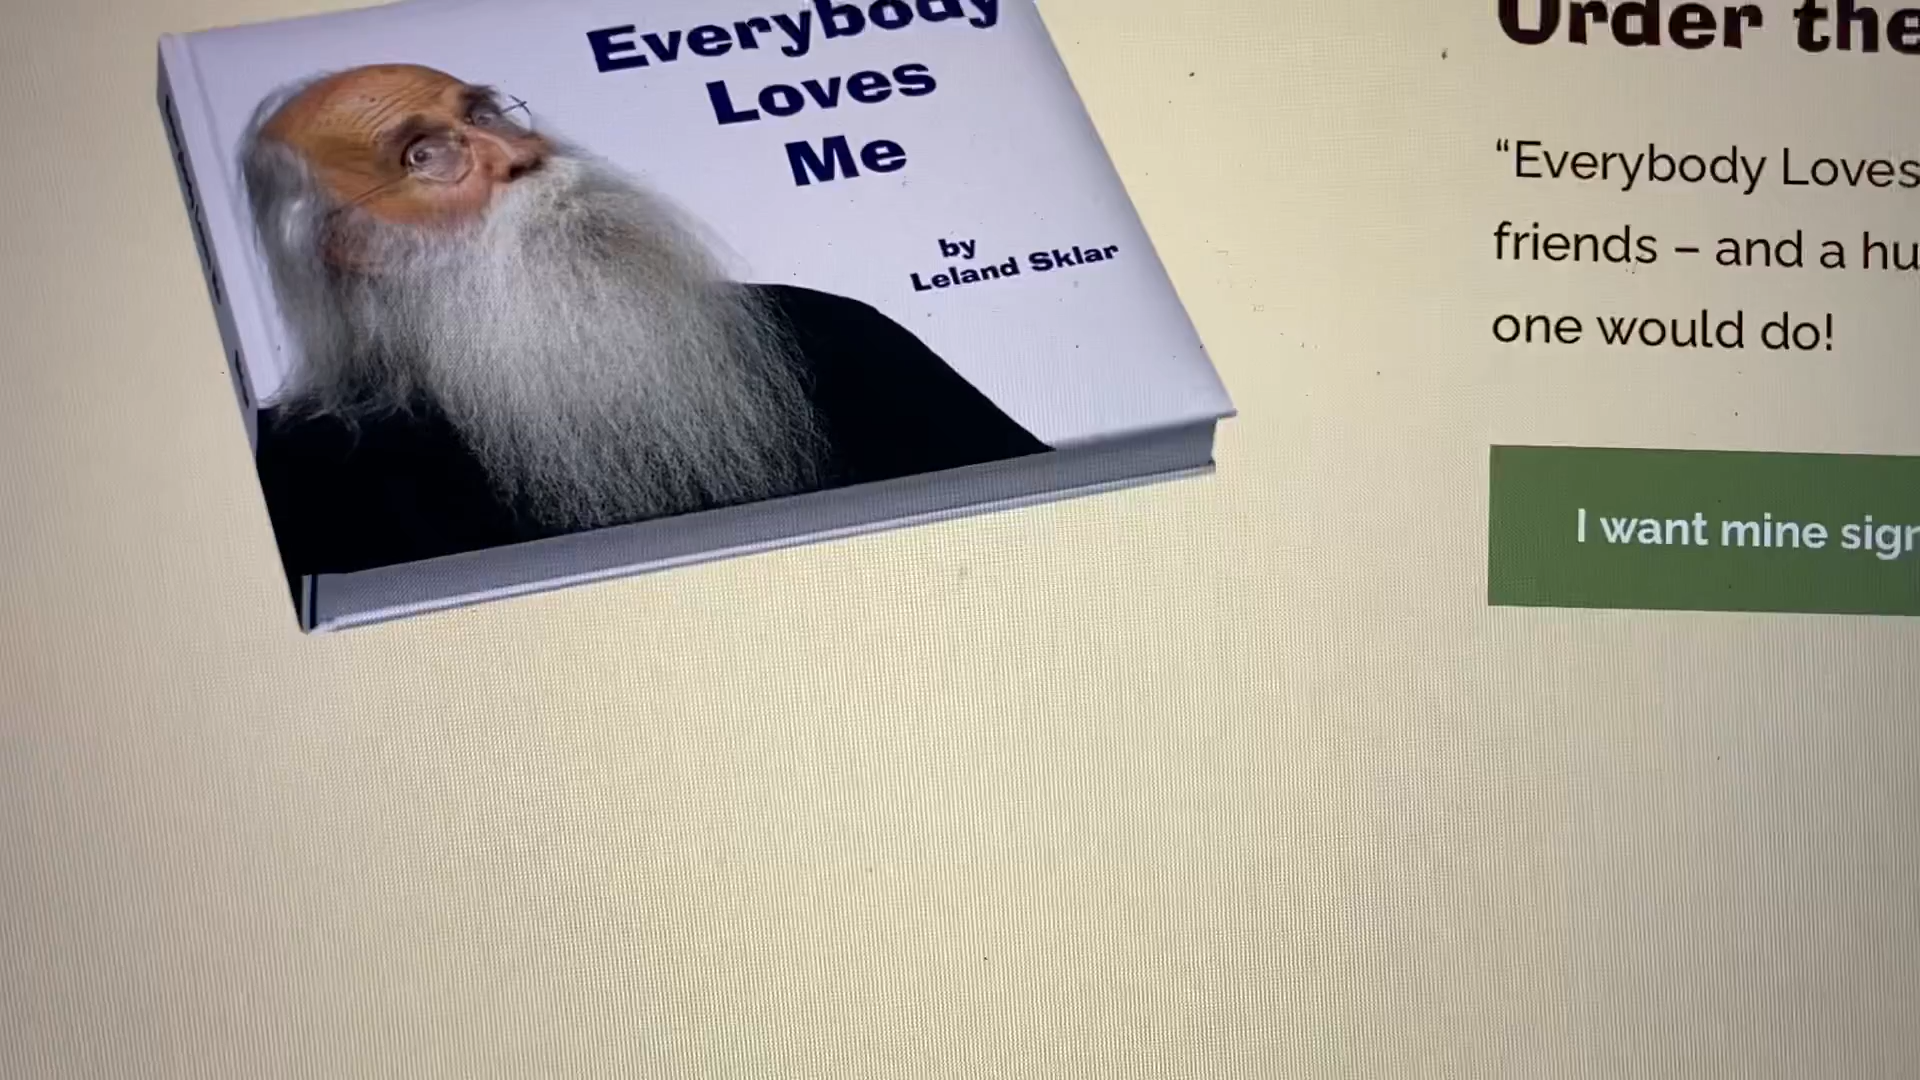 Everybody
Loves
Me
by
Leland Sklar
Order the
“Everybody Loves
friends – and a hu
one would do!
I want mine sign